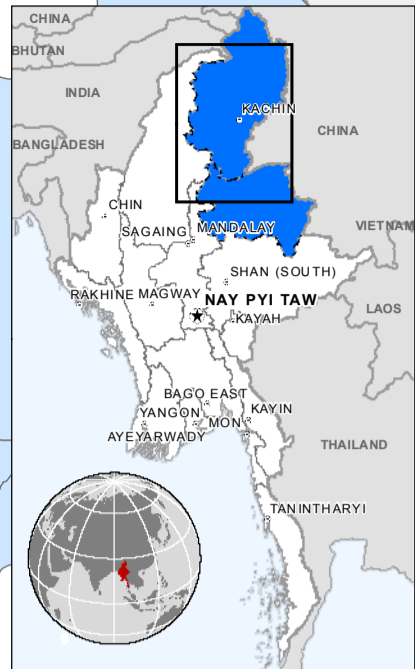 CHINA
BHUTAN
INDIA
KACHIN
CHINA
BANGLADESH
CHIN
SAGAING
MANDALAY
VIETNAM
SHAN (SOUTH)
RAKHINE
MAGWAY
NAY PYI TAW
LAOS
KAYAH
BAGO EAST
YANGON
KAYIN
MON
AYEYARWADY
THAILAND
TANINTHARYI